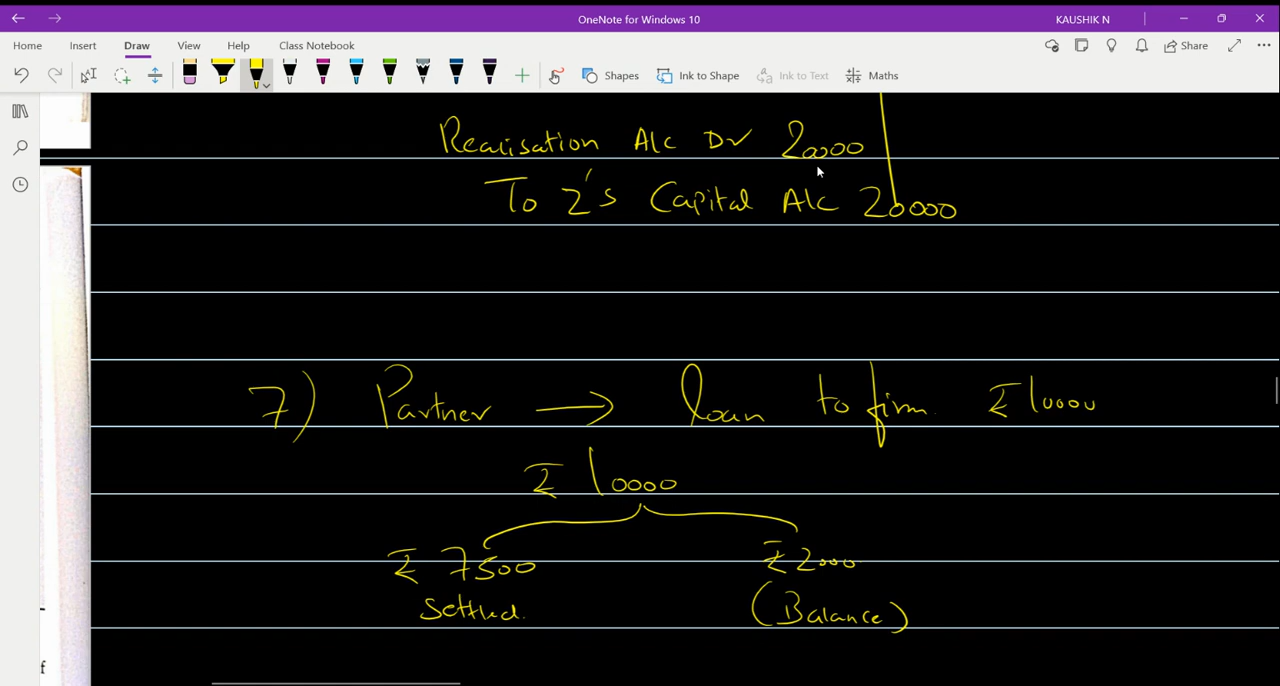 OneNote for Windows 10
KAUSHIK N
Home Insert Draw View Help Class Notebook
Share
Shapes Ink to Shape Ink to Text Maths
Realisation A/c Dr 20000
To Z's Capital A/c 20000
7) Partner → loan to firm ₹ 10000
₹ 10000
₹ 7500 ₹ 2000
Settled. (Balance)
f